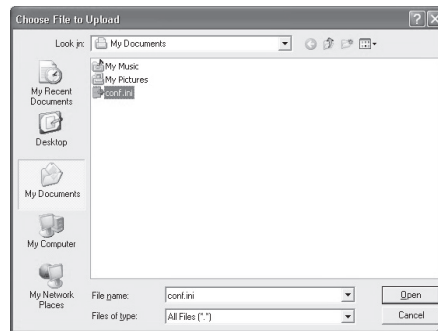 Choose File to Upload
Look in: My Documents
My Recent Documents
Desktop
My Documents
My Computer
My Network Places
My Music
My Pictures
conf.ini
File name: conf.ini Open
Files of type: All Files (*.*) Cancel